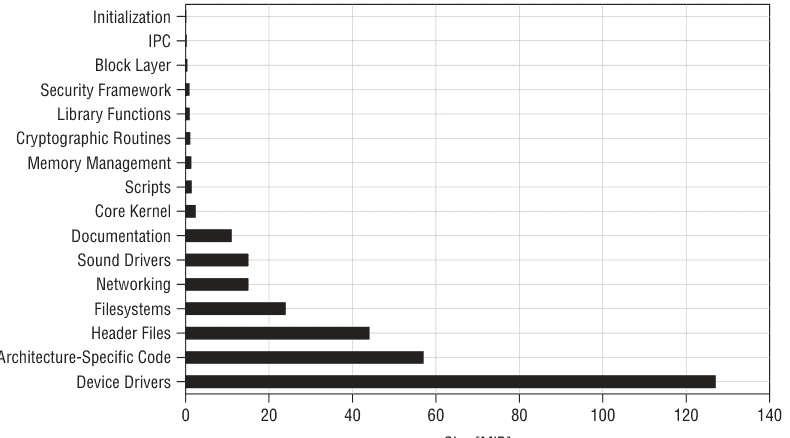 Initialization
IPC
Block Layer
Security Framework
Library Functions
Cryptographic Routines
Memory Management
Scripts
Core Kernel
Documentation
Sound Drivers
Networking
Filesystems
Header Files
Architecture-Specific Code
Device Drivers
0 20 40 60 80 100 120 140